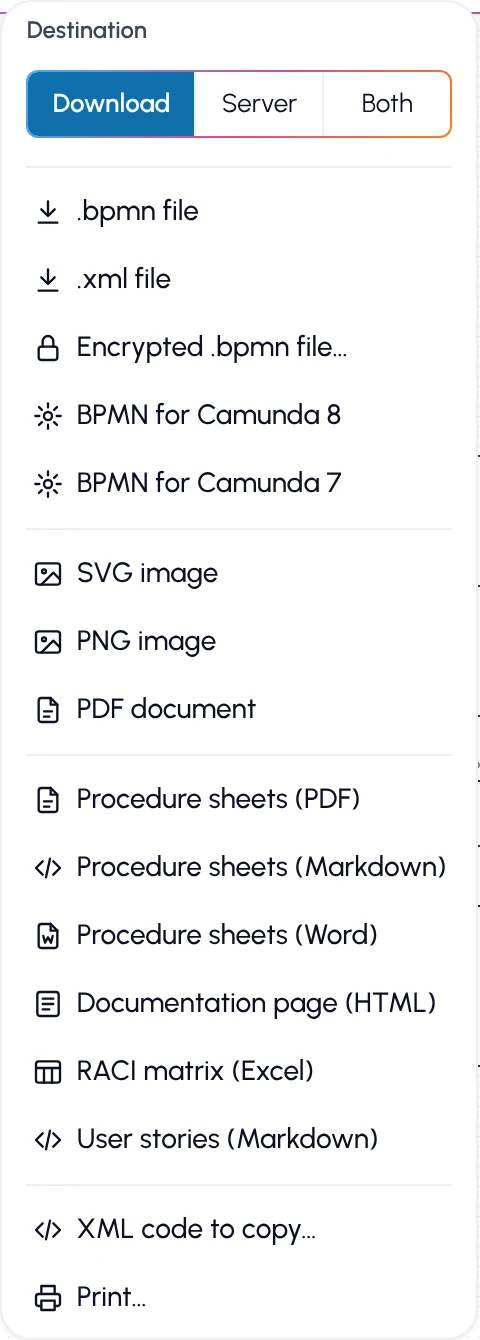 Destination
Download Server Both
.bpmn file
.xml file
Encrypted .bpmn file...
BPMN for Camunda 8
BPMN for Camunda 7
SVG image
PNG image
PDF document
Procedure sheets (PDF)
Procedure sheets (Markdown)
Procedure sheets (Word)
Documentation page (HTML)
RACI matrix (Excel)
User stories (Markdown)
XML code to copy...
Print...